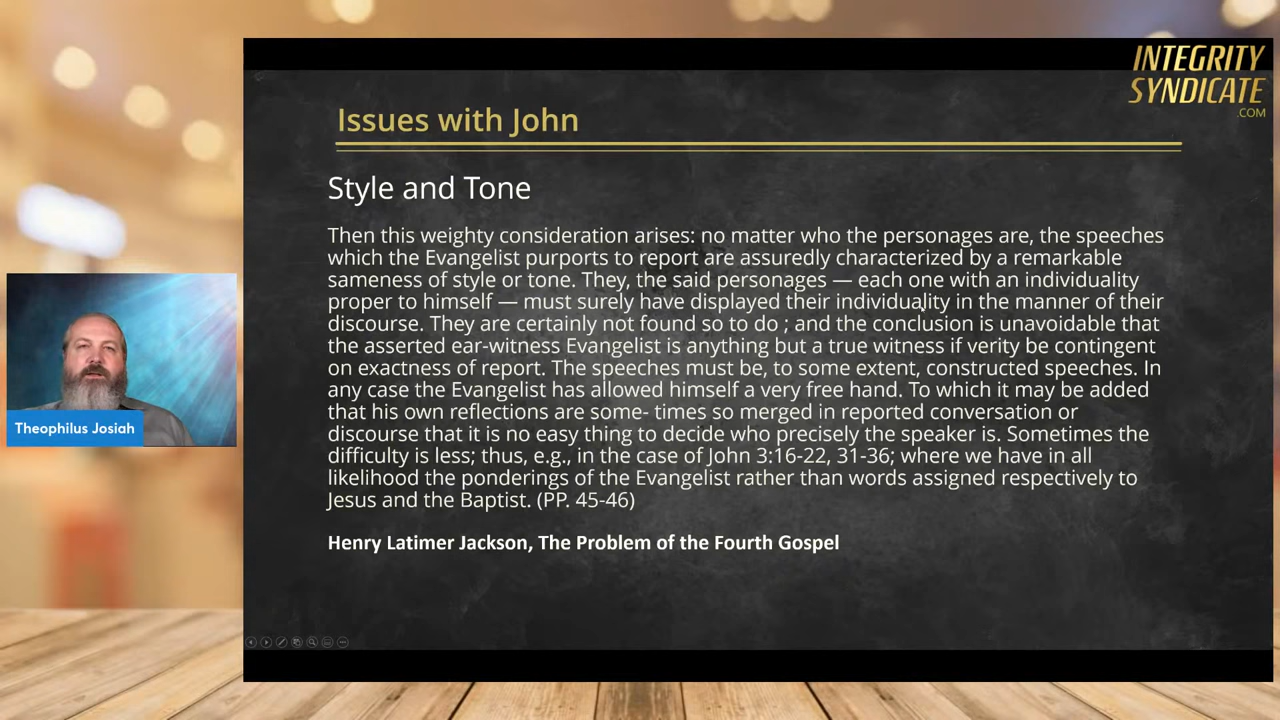 INTEGRITY
SYNDICATE
.COM
Issues with John
Style and Tone
Then this weighty consideration arises: no matter who the personages are, the speeches
which the Evangelist purports to report are assuredly characterized by a remarkable
sameness of style or tone. They, the said personages — each one with an individuality
proper to himself — must surely have displayed their individuality in the manner of their
discourse. They are certainly not found so to do ; and the conclusion is unavoidable that
the asserted ear-witness Evangelist is anything but a true witness if verity be contingent
on exactness of report. The speeches must be, to some extent, constructed speeches. In
any case the Evangelist has allowed himself a very free hand. To which it may be added
that his own reflections are some- times so merged in reported conversation or
discourse that it is no easy thing to decide who precisely the speaker is. Sometimes the
difficulty is less; thus, e.g., in the case of John 3:16-22, 31-36; where we have in all
likelihood the ponderings of the Evangelist rather than words assigned respectively to
Jesus and the Baptist. (PP. 45-46)
Henry Latimer Jackson, The Problem of the Fourth Gospel
Theophilus Josiah